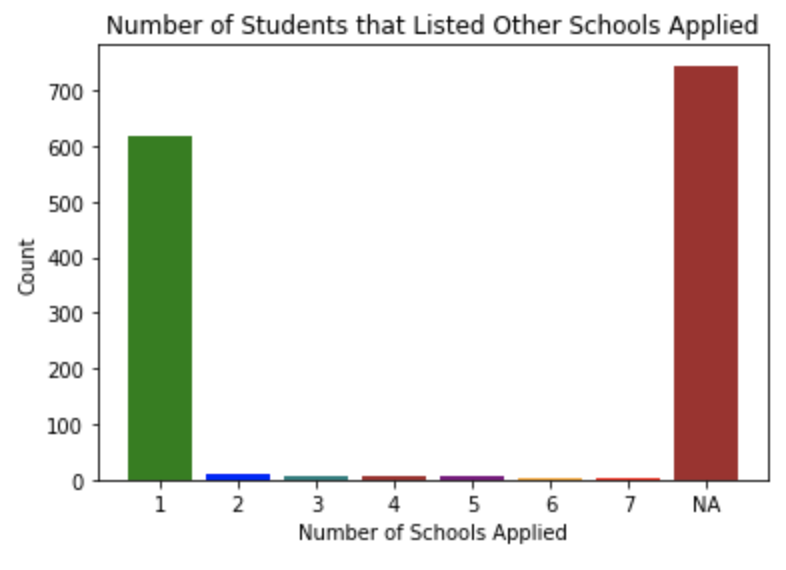 Number of Students that Listed Other Schools Applied
700
600
500
400
300
200
100
0
Count
1 2 3 4 5 6 7 NA
Number of Schools Applied